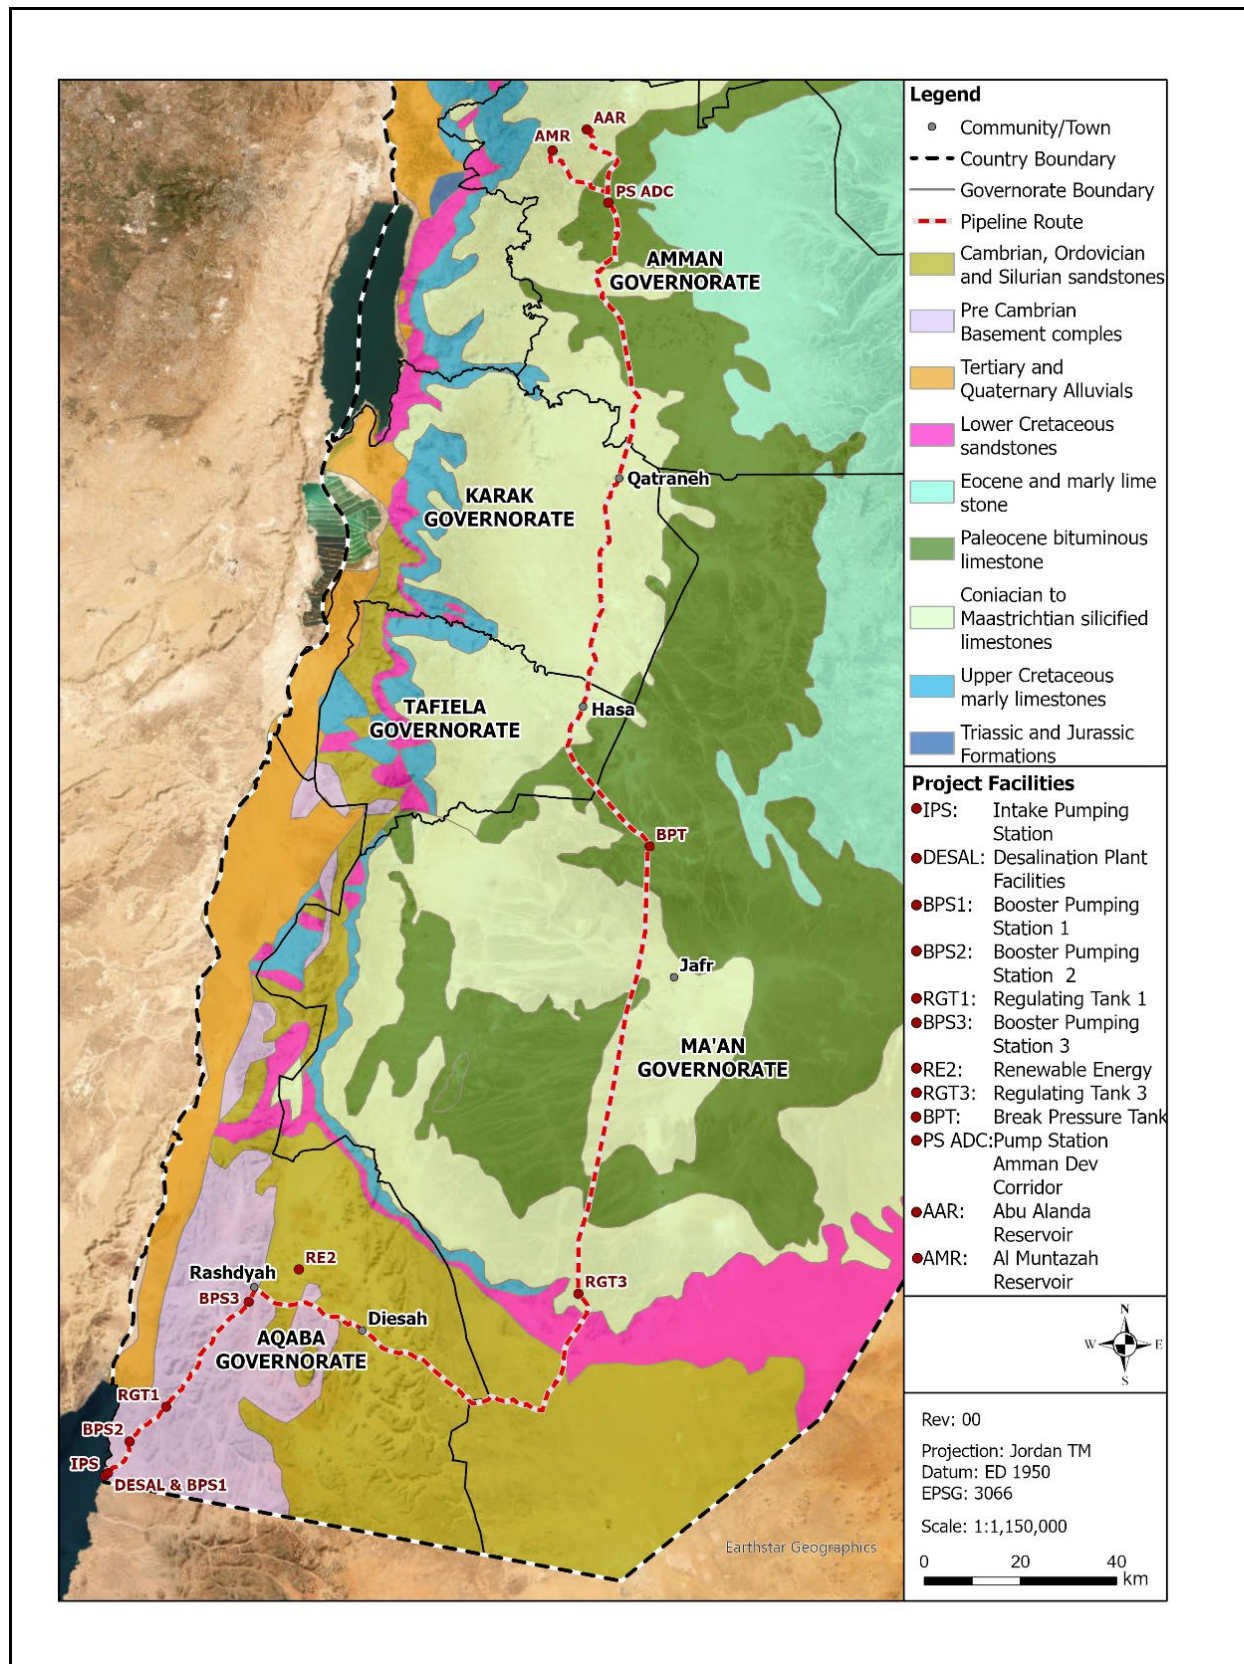 AAR
AMR
PS ADC
AMMAN
GOVERNORATE
Qatraneh
KARAK
GOVERNORATE
TAFIELA
GOVERNORATE
Hasa
BPT
Jafr
MA'AN
GOVERNORATE
RE2
Rashdyah
BPS3
RGT3
Diesah
AQABA
GOVERNORATE
RGT1
BPS2
IPS
DESAL & BPS1
Earthstar Geographics
Legend
Community/Town
Country Boundary
Governorate Boundary
Pipeline Route
Cambrian, Ordovician
and Silurian sandstones
Pre Cambrian
Basement comples
Tertiary and
Quaternary Alluvials
Lower Cretaceous
sandstones
Eocene and marly lime
stone
Paleocene bituminous
limestone
Coniacian to
Maastrichtian silicified
limestones
Upper Cretaceous
marly limestones
Triassic and Jurassic
Formations
Project Facilities
IPS: Intake Pumping
Station
DESAL: Desalination Plant
Facilities
BPS1: Booster Pumping
Station 1
BPS2: Booster Pumping
Station 2
RGT1: Regulating Tank 1
BPS3: Booster Pumping
Station 3
RE2: Renewable Energy
RGT3: Regulating Tank 3
BPT: Break Pressure Tank
PS ADC: Pump Station
Amman Dev
Corridor
AAR: Abu Alanda
Reservoir
AMR: Al Muntazah
Reservoir
N
W E
S
Rev: 00
Projection: Jordan TM
Datum: ED 1950
EPSG: 3066
Scale: 1:1,150,000
0 20 40
km